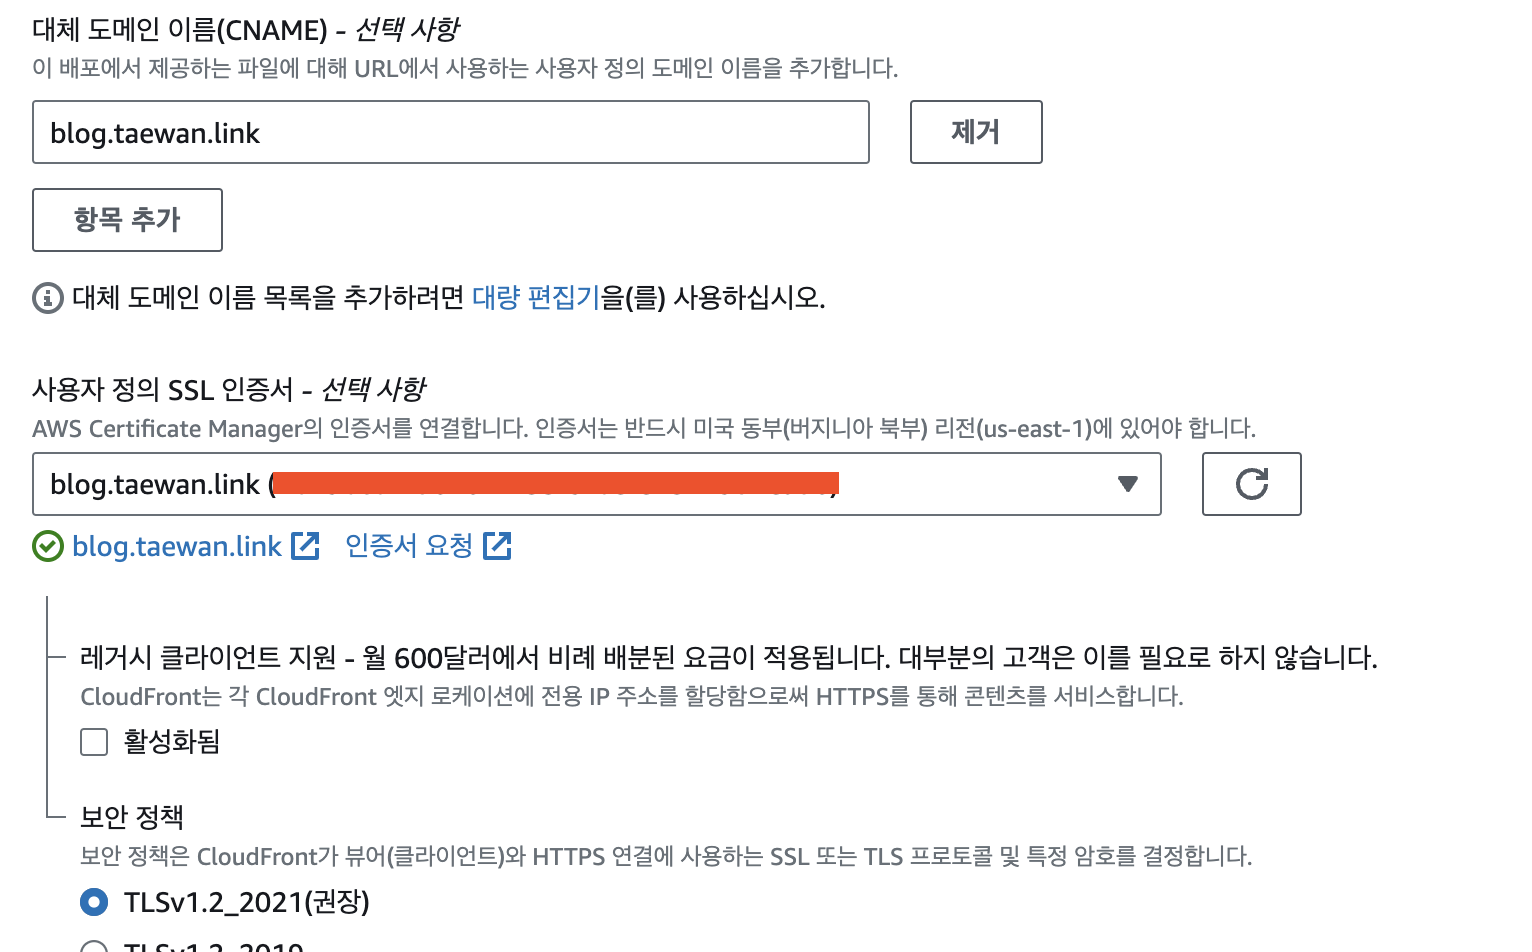 대체 도메인 이름(CNAME) - 선택 사항
이 배포에서 제공하는 파일에 대해 URL에서 사용하는 사용자 정의 도메인 이름을 추가합니다.
blog.taewan.link
제거
항목 추가
대체 도메인 이름 목록을 추가하려면 대량 편집기을(를) 사용하십시오.
사용자 정의 SSL 인증서 - 선택 사항
AWS Certificate Manager의 인증서를 연결합니다. 인증서는 반드시 미국 동부(버지니아 북부) 리전(us-east-1)에 있어야 합니다.
blog.taewan.link (
blog.taewan.link 인증서 요청
레거시 클라이언트 지원 - 월 600달러에서 비례 배분된 요금이 적용됩니다. 대부분의 고객은 이를 필요로 하지 않습니다.
CloudFront는 각 CloudFront 엣지 로케이션에 전용 IP 주소를 할당함으로써 HTTPS를 통해 콘텐츠를 서비스합니다.
활성화됨
보안 정책
보안 정책은 CloudFront가 뷰어(클라이언트)와 HTTPS 연결에 사용하는 SSL 또는 TLS 프로토콜 및 특정 암호를 결정합니다.
TLSv1.2_2021(권장)
TLSv1.2_2019